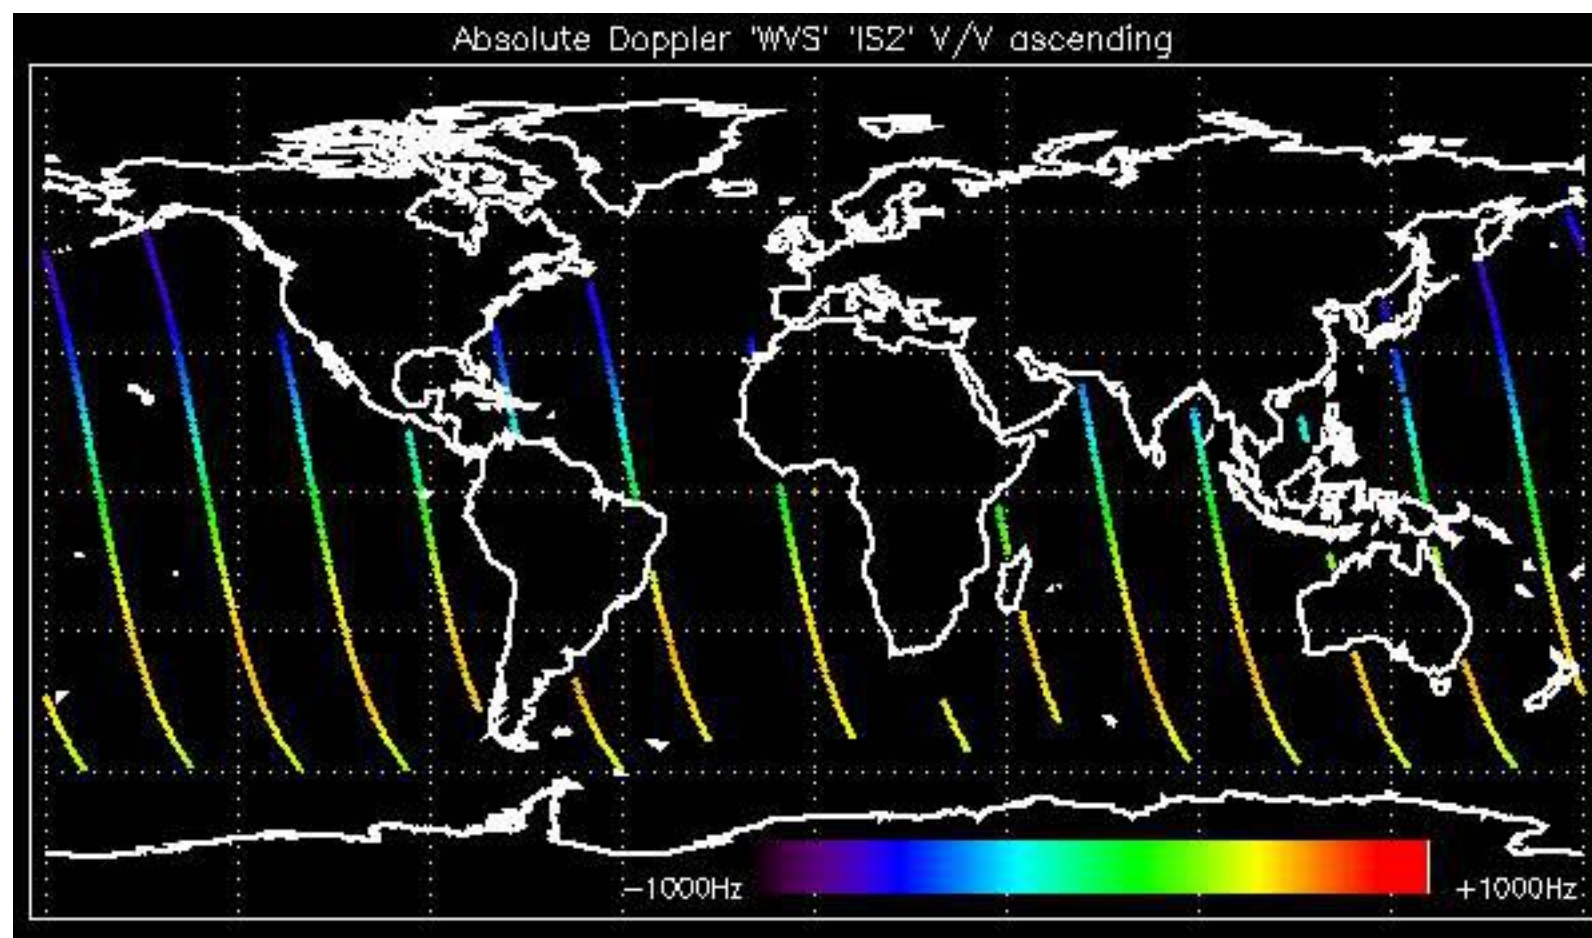 Absolute Doppler 'WVS' 'IS2' V/V ascending
-1000Hz +1000Hz